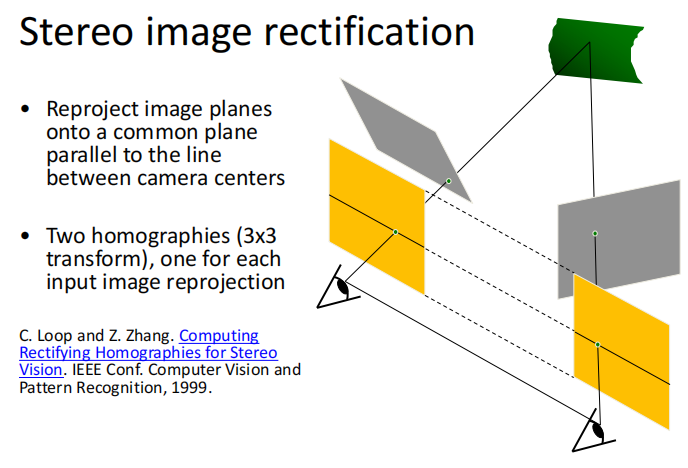 Stereo image rectification
• Reproject image planes
onto a common plane
parallel to the line
between camera centers
• Two homographies (3x3
transform), one for each
input image reprojection
C. Loop and Z. Zhang. Computing
Rectifying Homographies for Stereo
Vision. IEEE Conf. Computer Vision and
Pattern Recognition, 1999.